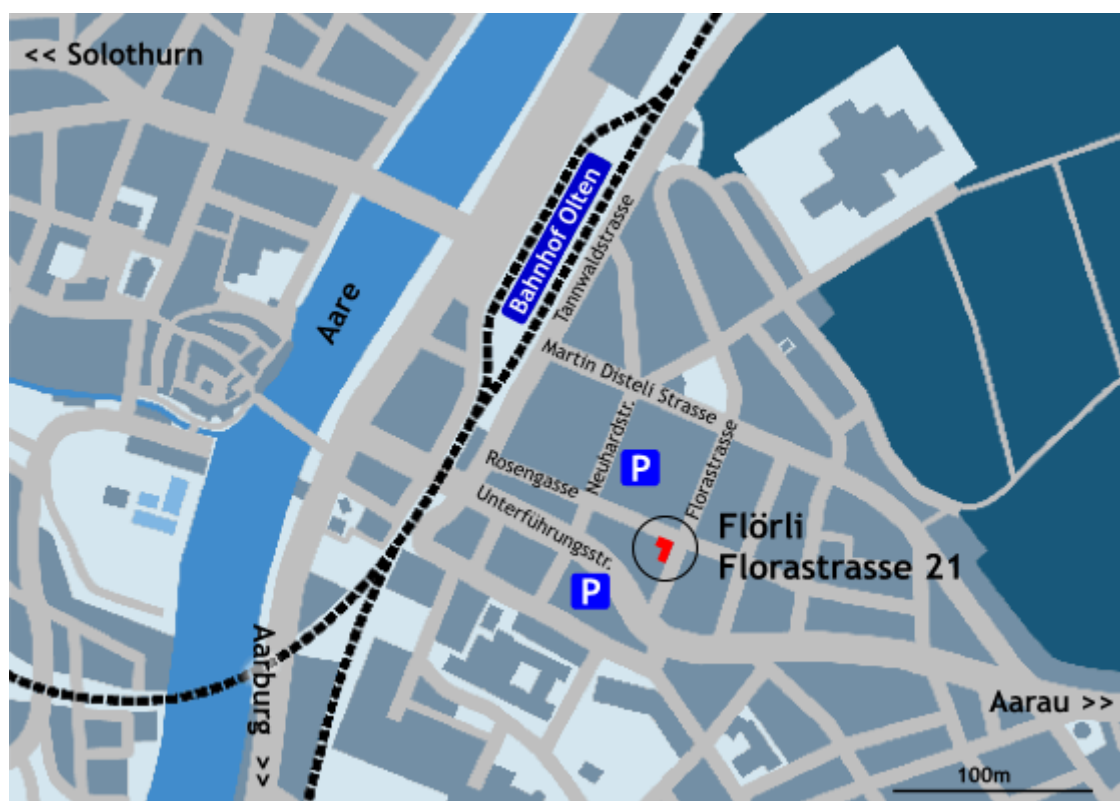 << Solothurn
Bahnhof Olten
Tannwaldstrasse
Aare
Martin Disteli Strasse
Neuhardstr.
Florastrasse
P
Rosengasse
Unterführungsstr.
Flörli
Florastrasse 21
P
Aarburg >>
Aarau >>
100m